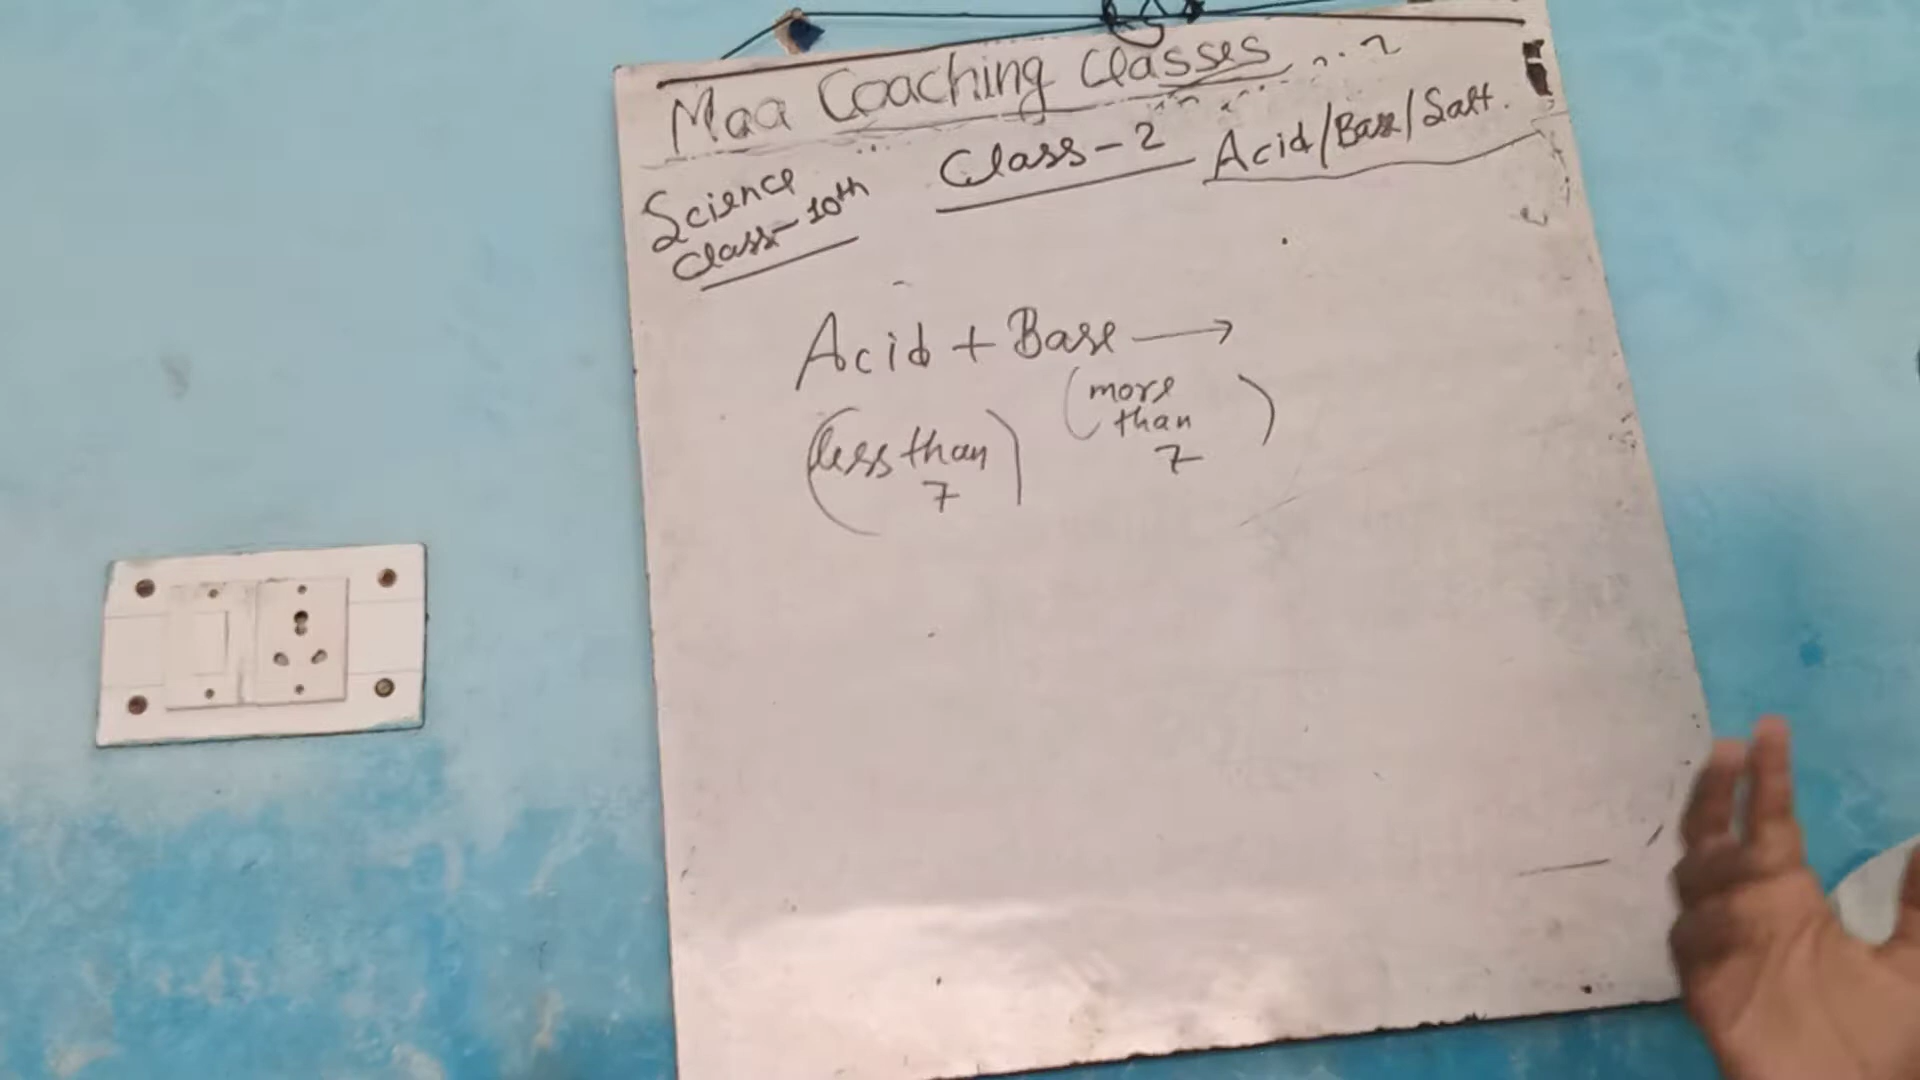 Maa Coaching Classes
Science Class-2 Acid/Base/Salt.
Class-10th
Acid + Base →
(less than 7) (more than 7)